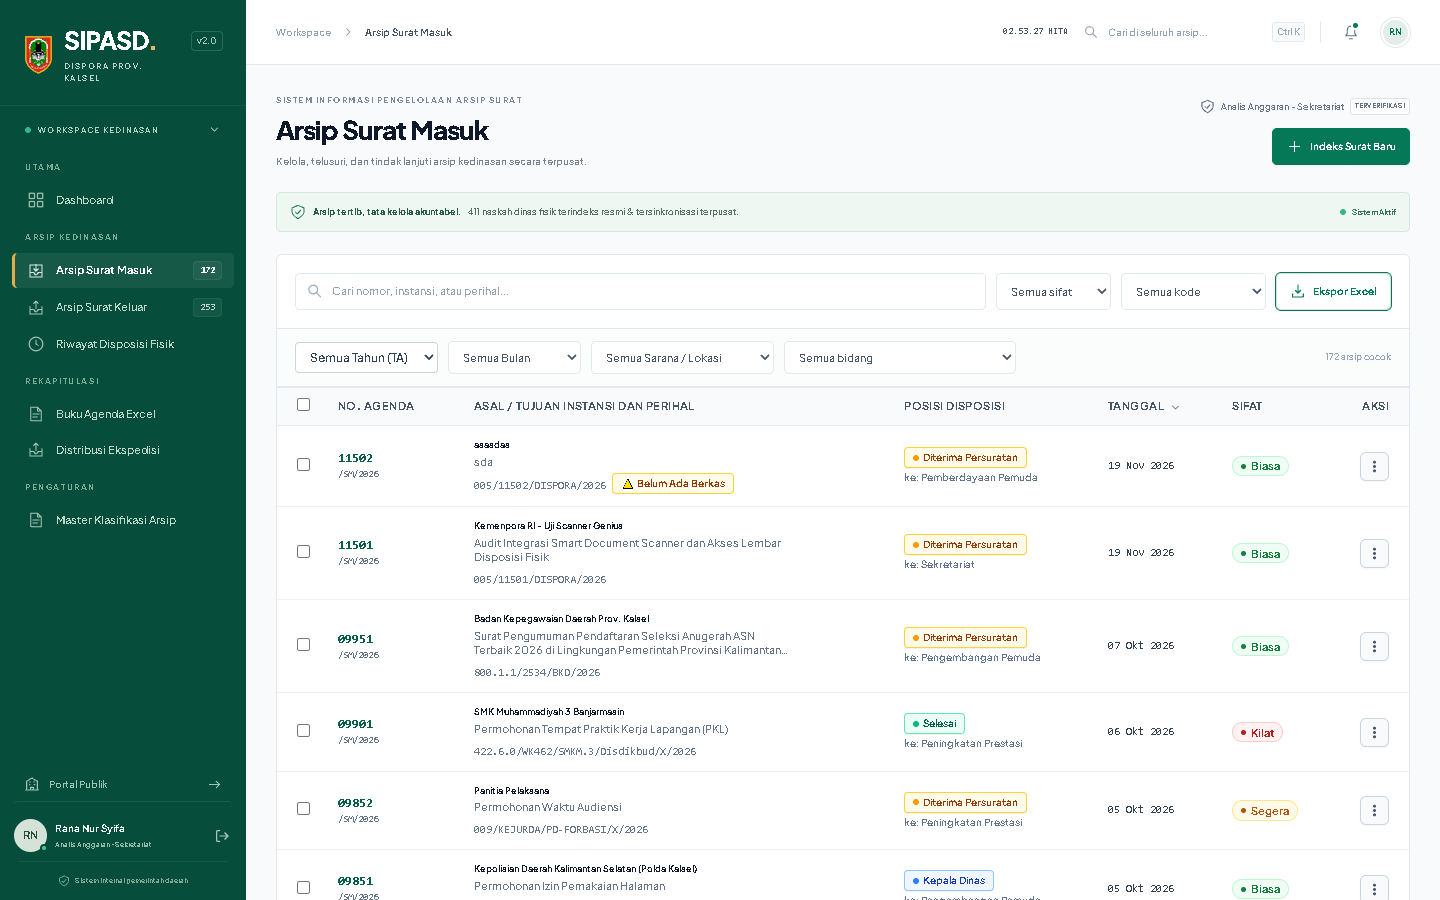 SIPASD.
v2.0
DISPORA PROV.
KALSEL
WORKSPACE KEDINASAN
UTAMA
Dashboard
ARSIP KEDINASAN
Arsip Surat Masuk 172
Arsip Surat Keluar 253
Riwayat Disposisi Fisik
REKAPITULASI
Buku Agenda Excel
Distribusi Ekspedisi
PENGATURAN
Master Klasifikasi Arsip
Portal Publik
RN
Rana Nur Syifa
Analis Anggaran - Sekretariat
Sistem internal pemerintah daerah
Workspace > Arsip Surat Masuk
02.53.27 WITA
Cari di seluruh arsip...
Ctrl K
RN
SISTEM INFORMASI PENGELOLAAN ARSIP SURAT
Arsip Surat Masuk
Kelola, telusuri, dan tindak lanjuti arsip kedinasan secara terpusat.
Analis Anggaran - Sekretariat TERVERIFIKASI
Indeks Surat Baru
Arsip tertib, tata kelola akuntabel. 411 naskah dinas fisik terindeks resmi & tersinkronisasi terpusat.
Sistem Aktif
Cari nomor, instansi, atau perihal...
Semua sifat
Semua kode
Ekspor Excel
Semua Tahun (TA)
Semua Bulan
Semua Sarana / Lokasi
Semua bidang
172 arsip cocok
NO. AGENDA ASAL / TUJUAN INSTANSI DAN PERIHAL POSISI DISPOSISI TANGGAL SIFAT AKSI
11502
/SM/2026
asasdas
sda
005/11502/DISPORA/2026 Belum Ada Berkas
Diterima Persuratan
ke: Pemberdayaan Pemuda
19 Nov 2026
Biasa
11501
/SM/2026
Kemenpora RI - Uji Scanner Genius
Audit Integrasi Smart Document Scanner dan Akses Lembar
Disposisi Fisik
005/11501/DISPORA/2026
Diterima Persuratan
ke: Sekretariat
19 Nov 2026
Biasa
09951
/SM/2026
Badan Kepegawaian Daerah Prov. Kalsel
Surat Pengumuman Pendaftaran Seleksi Anugerah ASN
Terbaik 2026 di Lingkungan Pemerintah Provinsi Kalimantan...
800.1.1/2534/BKD/2026
Diterima Persuratan
ke: Pengembangan Pemuda
07 Okt 2026
Biasa
09901
/SM/2026
SMK Muhammadiyah 3 Banjarmasin
Permohonan Tempat Praktik Kerja Lapangan (PKL)
422.6.0/WK462/SMKM.3/Disdikbud/X/2026
Selesai
ke: Peningkatan Prestasi
06 Okt 2026
Kilat
09852
/SM/2026
Panitia Pelaksana
Permohonan Waktu Audiensi
009/KEJURDA/PD-FORBASI/X/2026
Diterima Persuratan
ke: Peningkatan Prestasi
05 Okt 2026
Segera
09851
/SM/2026
Kepolisian Daerah Kalimantan Selatan (Polda Kalsel)
Permohonan Izin Pemakaian Halaman
Kepala Dinas
ke: Pengembangan Pemuda
05 Okt 2026
Biasa